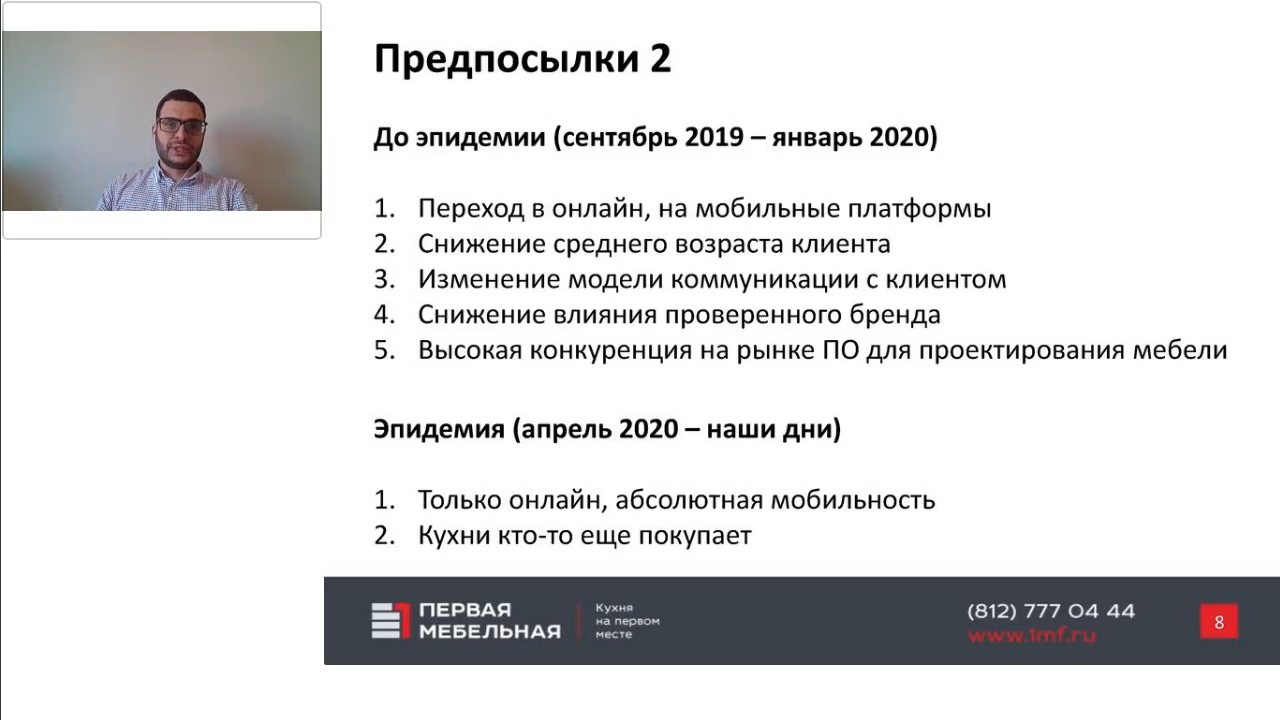 Предпосылки 2
До эпидемии (сентябрь 2019 – январь 2020)
1. Переход в онлайн, на мобильные платформы
2. Снижение среднего возраста клиента
3. Изменение модели коммуникации с клиентом
4. Снижение влияния проверенного бренда
5. Высокая конкуренция на рынке ПО для проектирования мебели
Эпидемия (апрель 2020 – наши дни)
1. Только онлайн, абсолютная мобильность
2. Кухни кто-то еще покупает
ПЕРВАЯ
МЕБЕЛЬНАЯ
Кухня
на первом
месте
(812) 777 04 44
www.1mf.ru
8